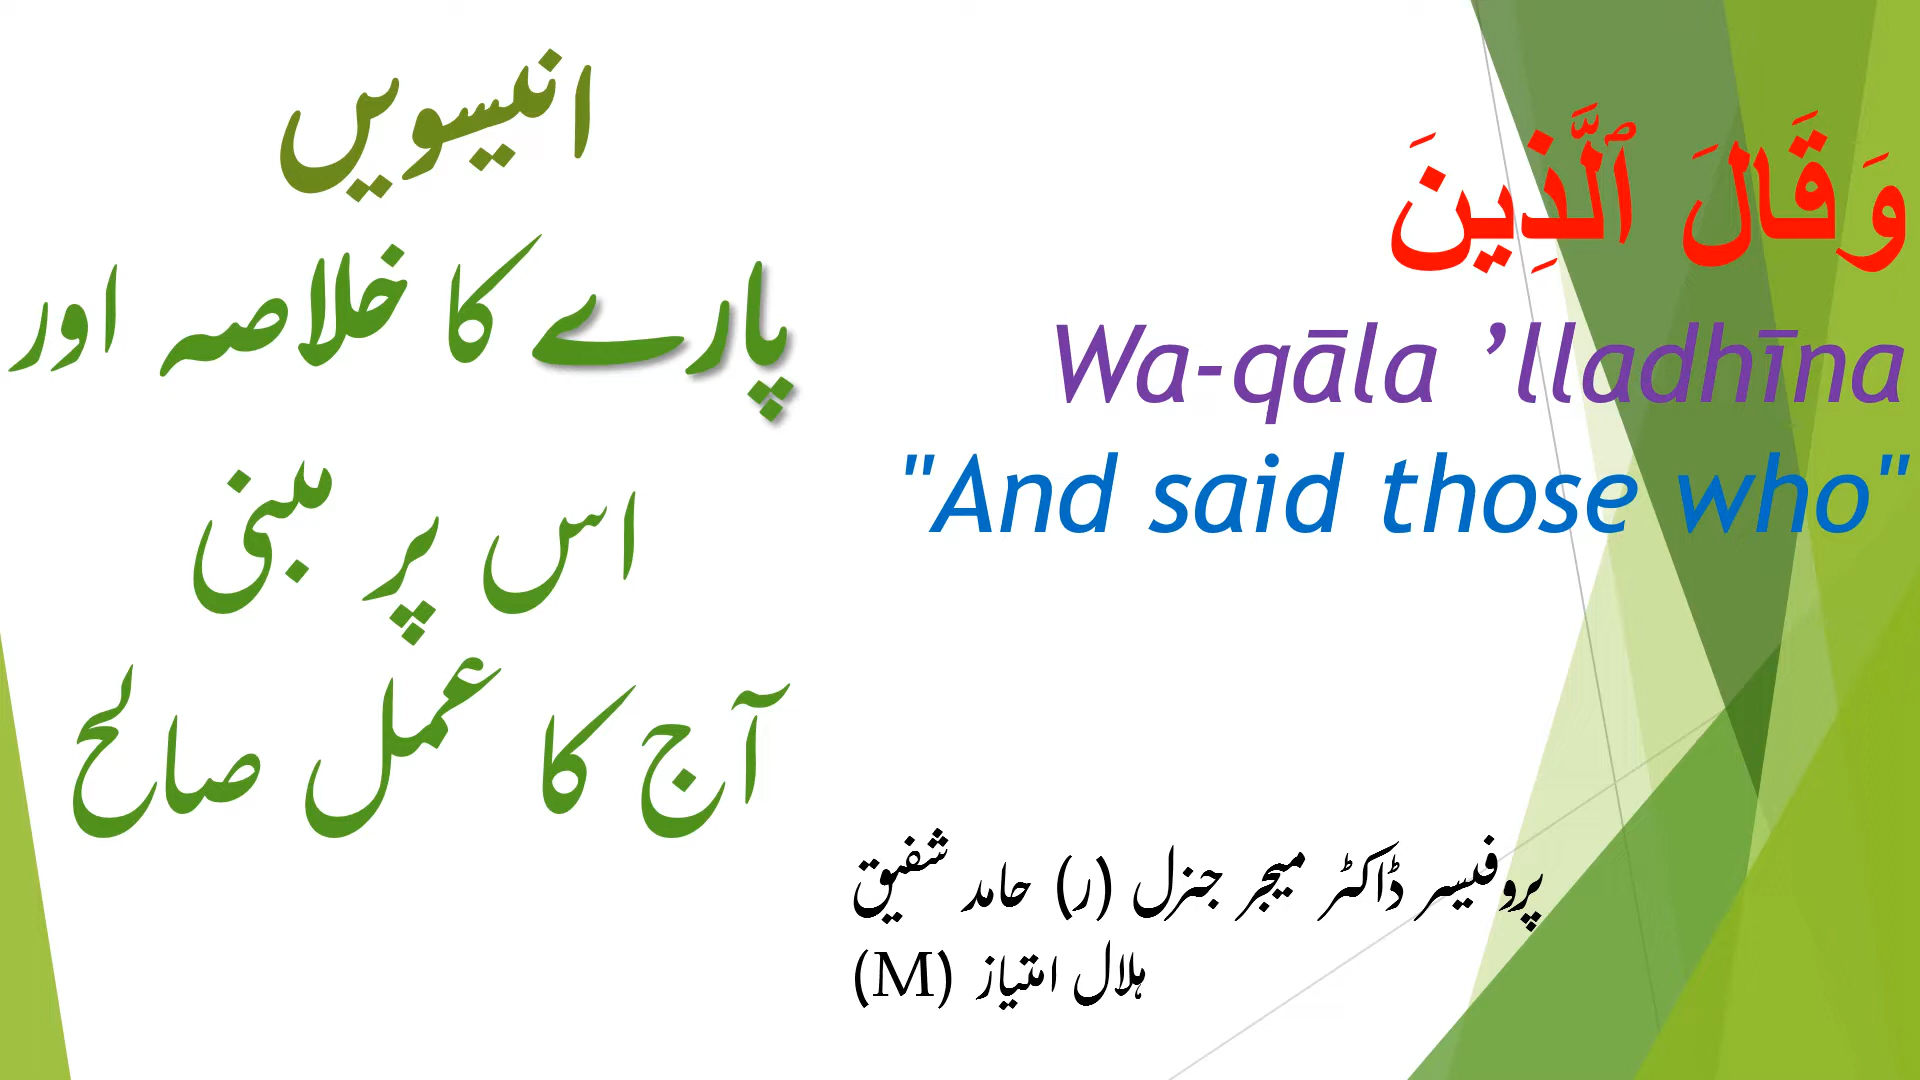 انیسویں
پارے کا خلاصہ اور
اس پر مبنی
آج کا عمل صالح
وَقَالَ ٱلَّذِينَ
Wa-qāla ’lladhīna
"And said those who"
پروفیسر ڈاکٹر میجر جنرل (ر) حامد شفیق
ہلال امتیاز (M)